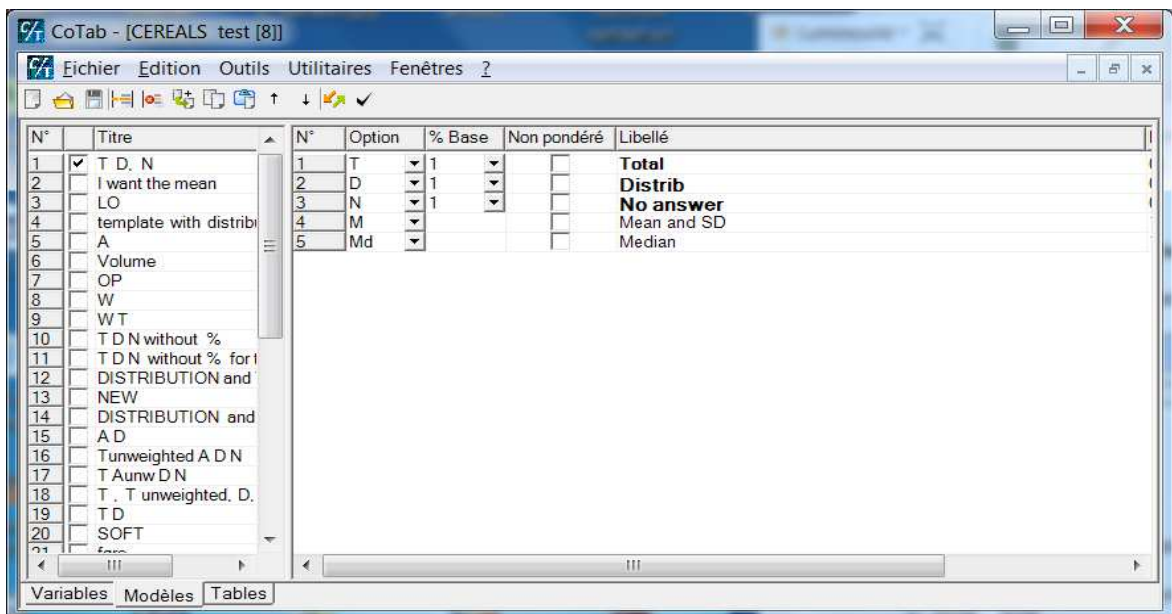 CoTab - [CEREALS test [8]]
Fichier Edition Outils Utilitaires Fenêtres ?
N° Titre
1 T D, N
2 I want the mean
3 LO
4 template with distribu
5 A
6 Volume
7 OP
8 W
9 W T
10 T D N without %
11 T D N without % for t
12 DISTRIBUTION and
13 NEW
14 DISTRIBUTION and
15 A D
16 Tunweighted A D N
17 T Aunw D N
18 T , T unweighted, D,
19 T D
20 SOFT
N° Option % Base Non pondéré Libellé
1 T 1 Total
2 D 1 Distrib
3 N 1 No answer
4 M Mean and SD
5 Md Median
Variables Modèles Tables